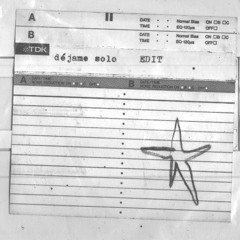 A DATE · · Normal Bias ON □B □C
TIME · · EQ·120µs OFF□
B DATE · · Normal Bias ON □B □C
TIME · · EQ·120µs OFF□
TDK
déjame solo EDIT
A B